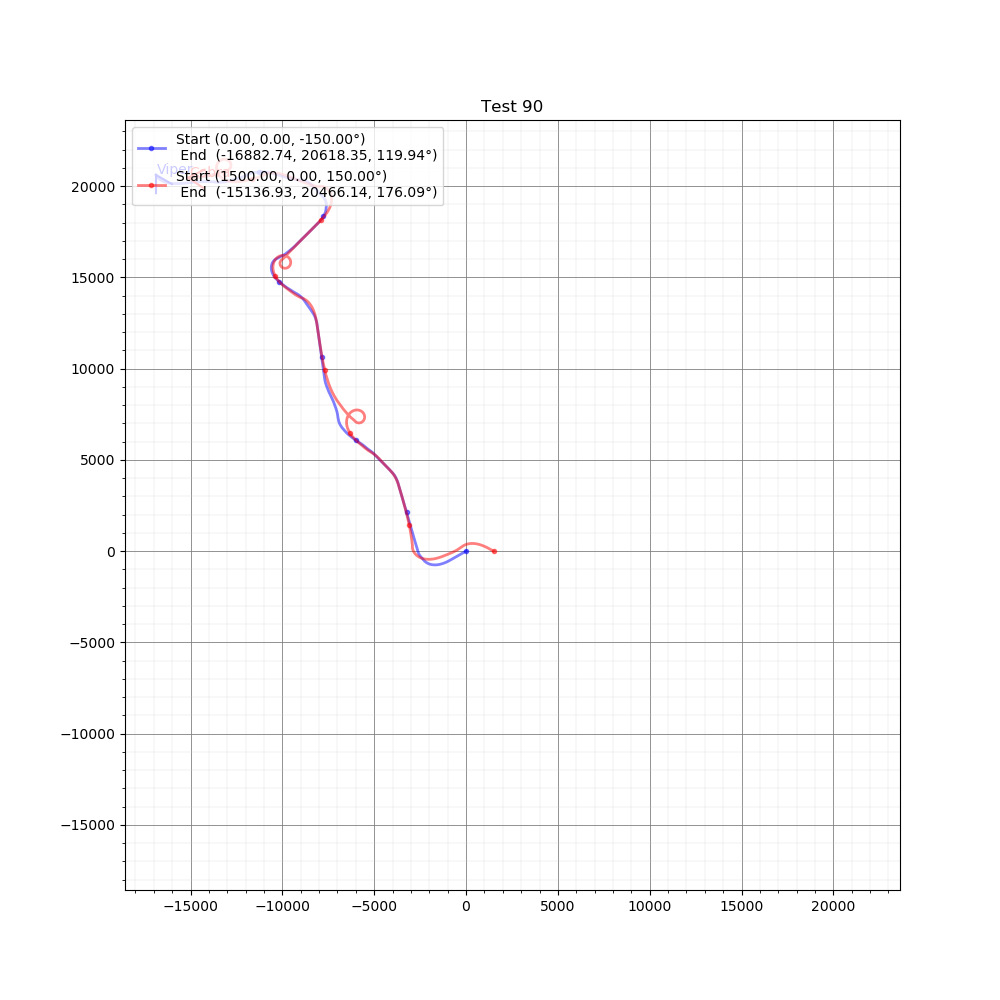 Test 90
Start (0.00, 0.00, -150.00°)
End (-16882.74, 20618.35, 119.94°)
Start (1500.00, 0.00, 150.00°)
End (-15136.93, 20466.14, 176.09°)
20000
15000
10000
5000
0
−5000
−10000
−15000
−15000 −10000 −5000 0 5000 10000 15000 20000